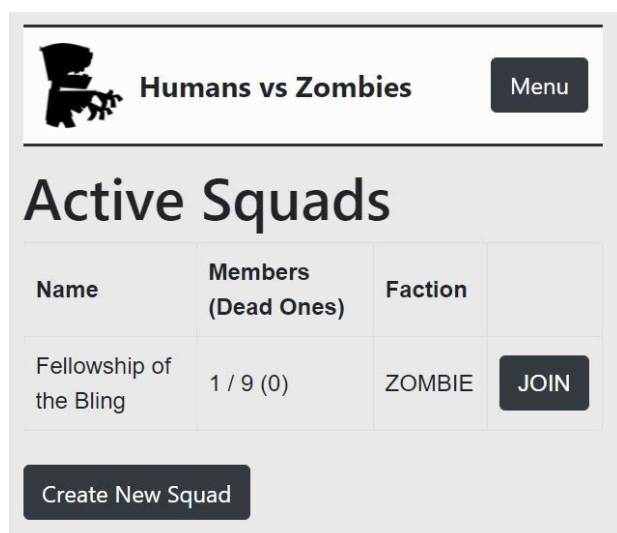 Humans vs Zombies
Menu
Active Squads
Name
Members
(Dead Ones)
Faction
Fellowship of
the Bling
1 / 9 (0)
ZOMBIE
JOIN
Create New Squad